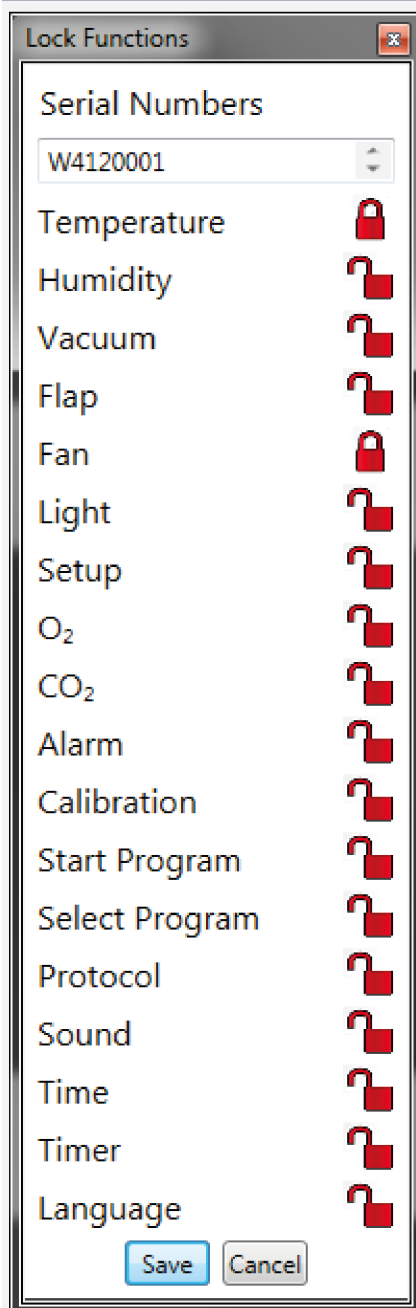 Lock Functions
Serial Numbers
W4120001
Temperature
Humidity
Vacuum
Flap
Fan
Light
Setup
O₂
CO₂
Alarm
Calibration
Start Program
Select Program
Protocol
Sound
Time
Timer
Language
Save Cancel